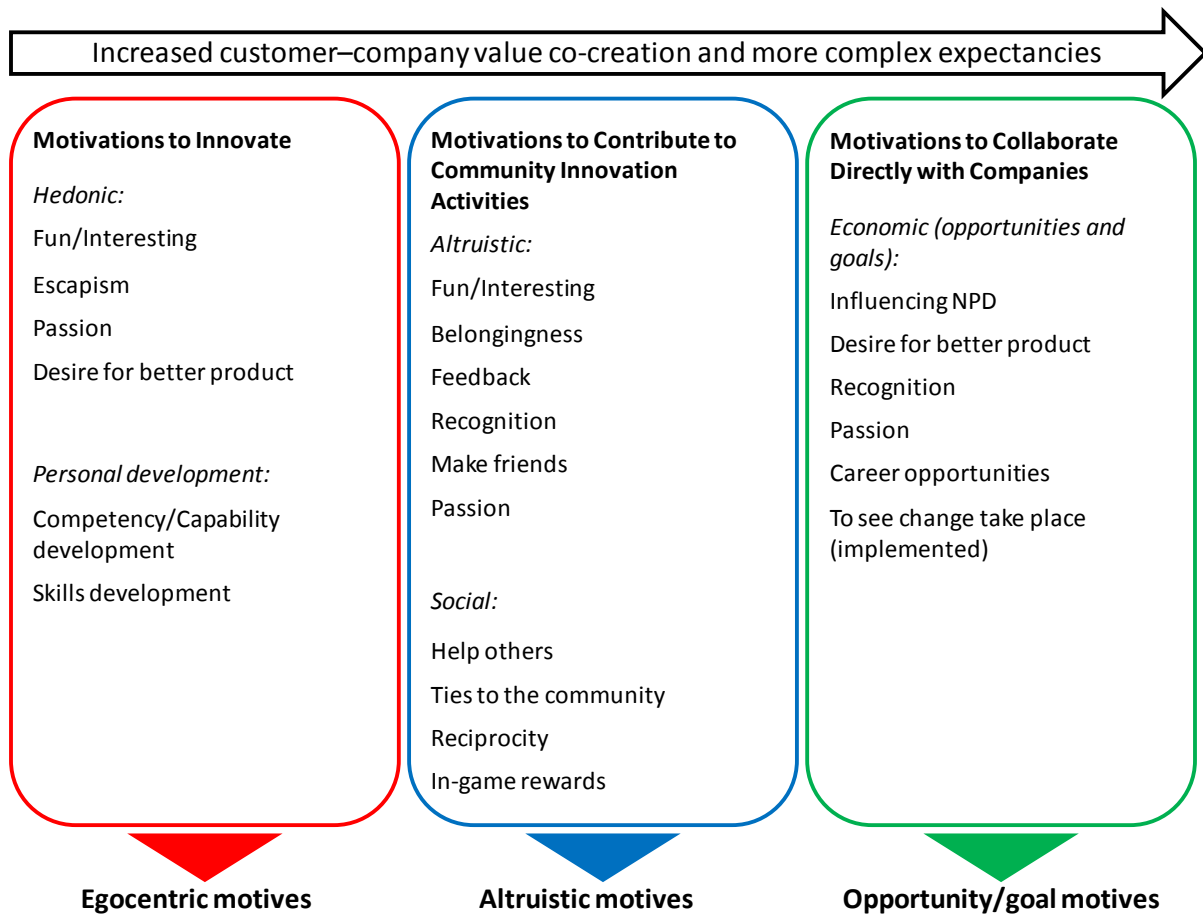 Increased customer–company value co-creation and more complex expectancies
Motivations to Innovate
Hedonic:
Fun/Interesting
Escapism
Passion
Desire for better product
Personal development:
Competency/Capability
development
Skills development
Egocentric motives
Motivations to Contribute to
Community Innovation
Activities
Altruistic:
Fun/Interesting
Belongingness
Feedback
Recognition
Make friends
Passion
Social:
Help others
Ties to the community
Reciprocity
In-game rewards
Altruistic motives
Motivations to Collaborate
Directly with Companies
Economic (opportunities and
goals):
Influencing NPD
Desire for better product
Recognition
Passion
Career opportunities
To see change take place
(implemented)
Opportunity/goal motives